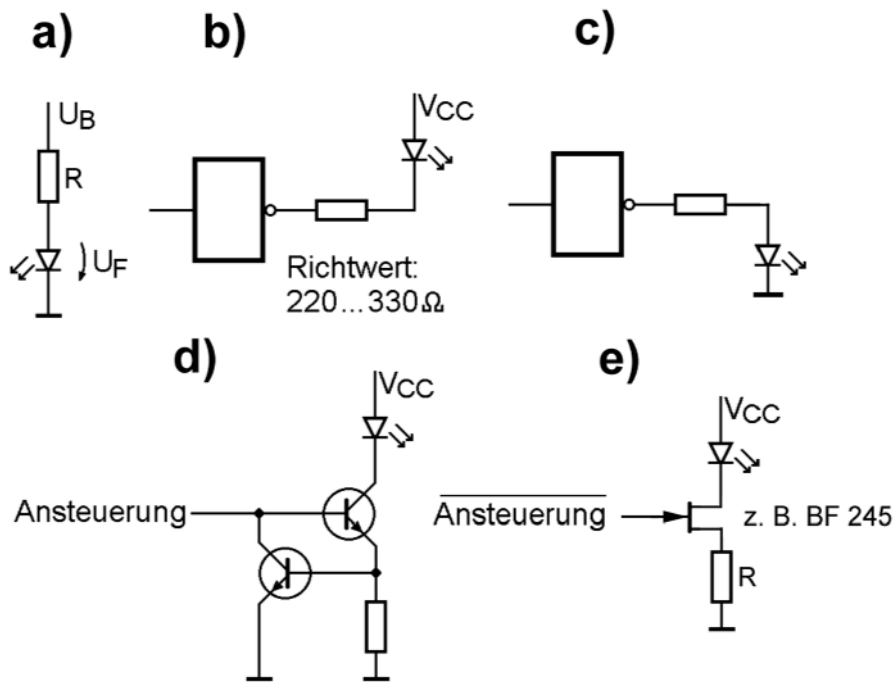 a)
b)
c)
U_B
R
U_F
V_CC
Richtwert:
220...330Ω
d)
e)
V_CC
V_CC
Ansteuerung
Ansteuerung
z. B. BF 245
R